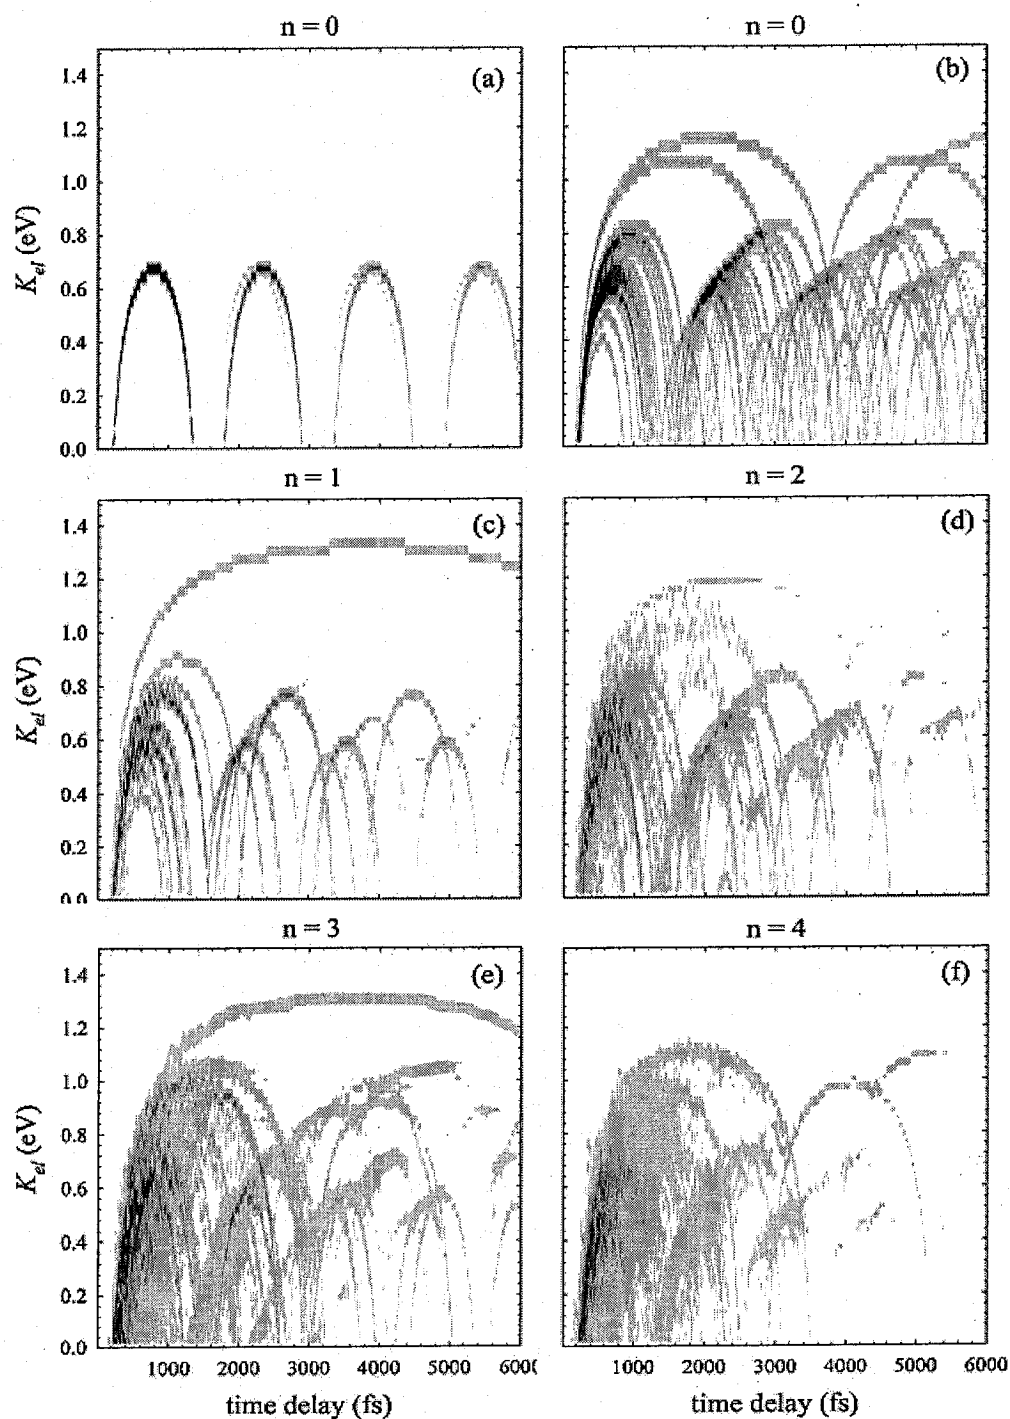 n = 0
n = 0
(a)
(b)
1.4
1.2
1.0
0.8
0.6
0.4
0.2
0.0
K_el (eV)
n = 1
n = 2
(c)
(d)
1.4
1.2
1.0
0.8
0.6
0.4
0.2
0.0
K_el (eV)
n = 3
n = 4
(e)
(f)
1.4
1.2
1.0
0.8
0.6
0.4
0.2
0.0
K_el (eV)
1000 2000 3000 4000 5000 6000
1000 2000 3000 4000 5000 6000
time delay (fs)
time delay (fs)